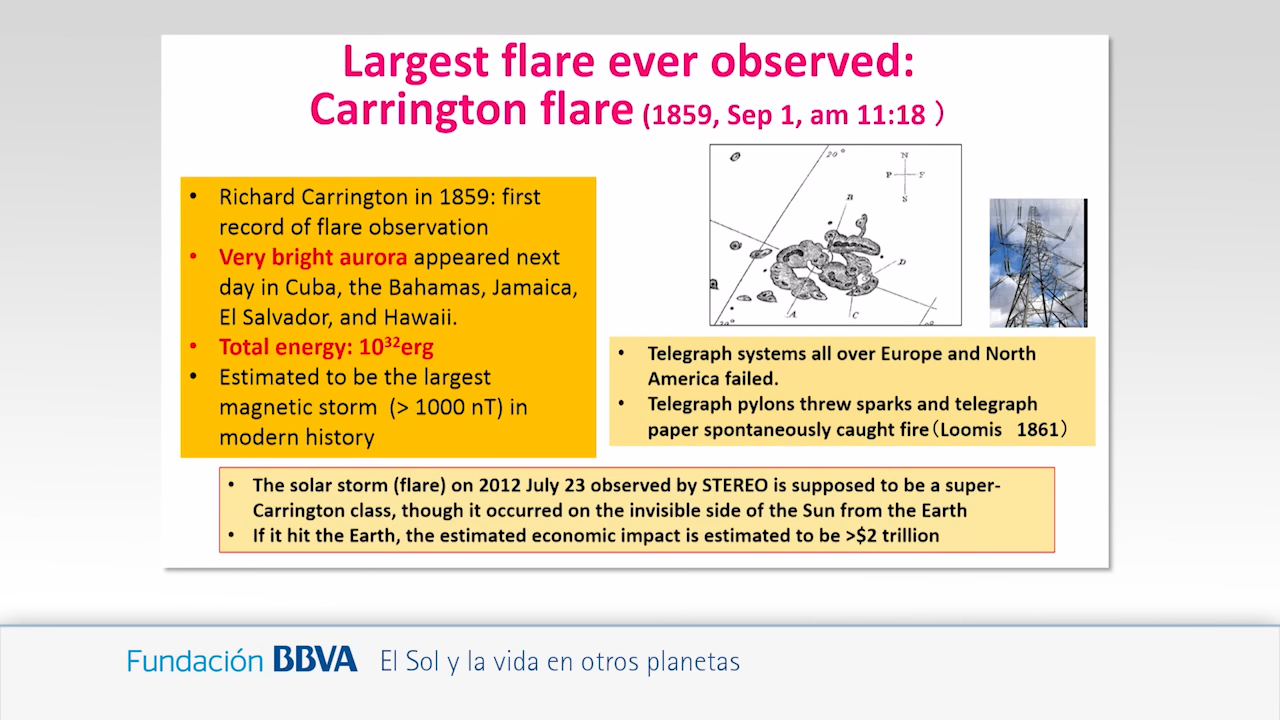 Largest flare ever observed:
Carrington flare (1859, Sep 1, am 11:18 )
• Richard Carrington in 1859: first
record of flare observation
• Very bright aurora appeared next
day in Cuba, the Bahamas, Jamaica,
El Salvador, and Hawaii.
• Total energy: 10³²erg
• Estimated to be the largest
magnetic storm (> 1000 nT) in
modern history
20°
N
P F
S
B
D
A C
20°
0°
• Telegraph systems all over Europe and North
America failed.
• Telegraph pylons threw sparks and telegraph
paper spontaneously caught fire（Loomis 1861）
• The solar storm (flare) on 2012 July 23 observed by STEREO is supposed to be a super-
Carrington class, though it occurred on the invisible side of the Sun from the Earth
• If it hit the Earth, the estimated economic impact is estimated to be >$2 trillion
Fundación BBVA El Sol y la vida en otros planetas